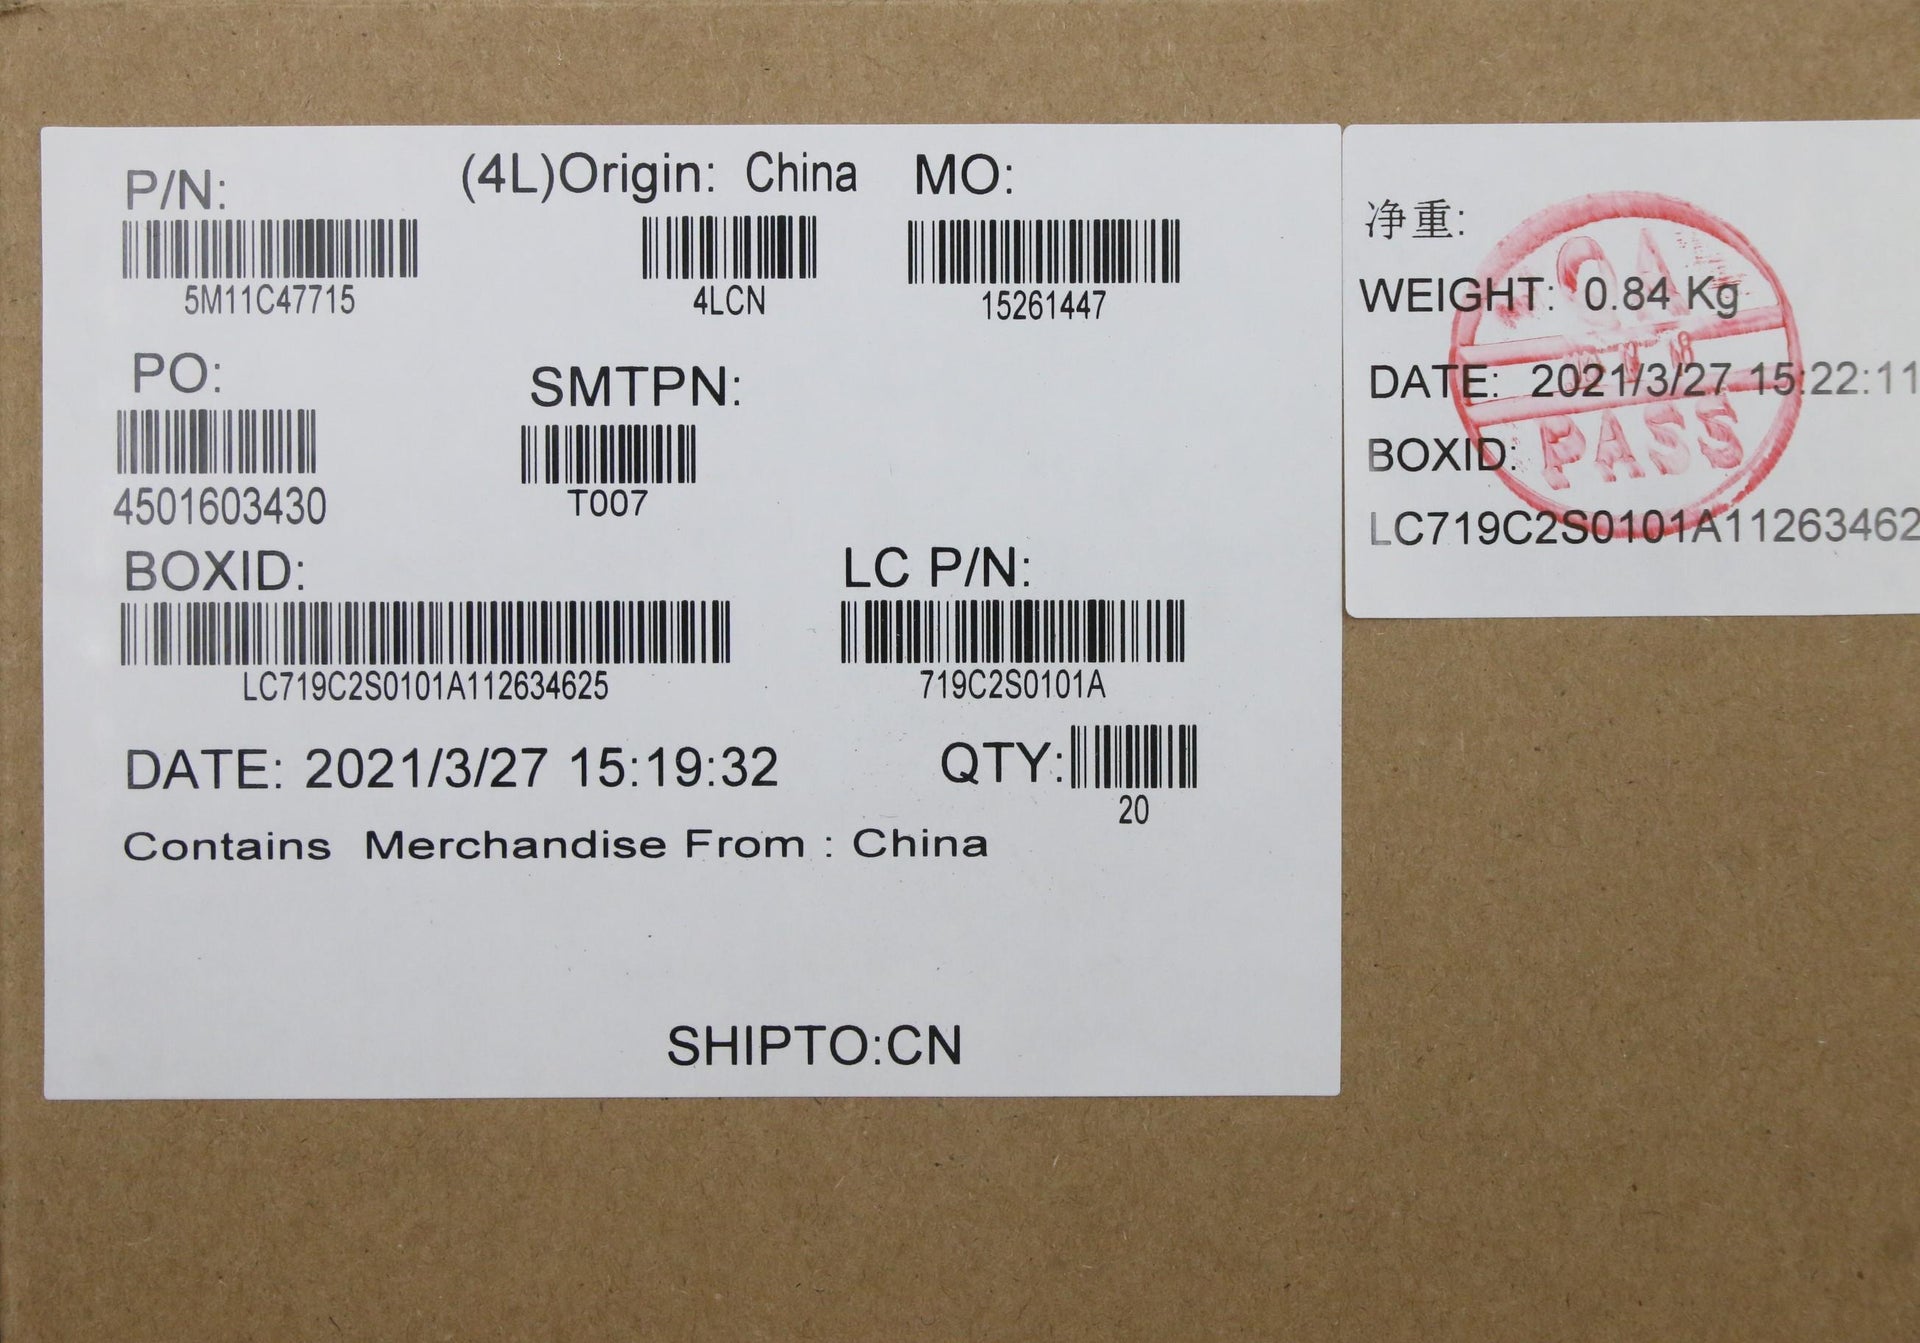 P/N:
(4L)Origin: China
MO:
5M11C47715
4LCN
15261447
PO:
SMTPN:
4501603430
T007
BOXID:
LC P/N:
LC719C2S0101A112634625
719C2S0101A
DATE: 2021/3/27 15:19:32
QTY:
20
Contains Merchandise From : China
SHIPTO:CN
净重:
WEIGHT: 0.84 Kg
DATE: 2021/3/27 15:22:11
BOXID:
LC719C2S0101A11263462
QA
PASS